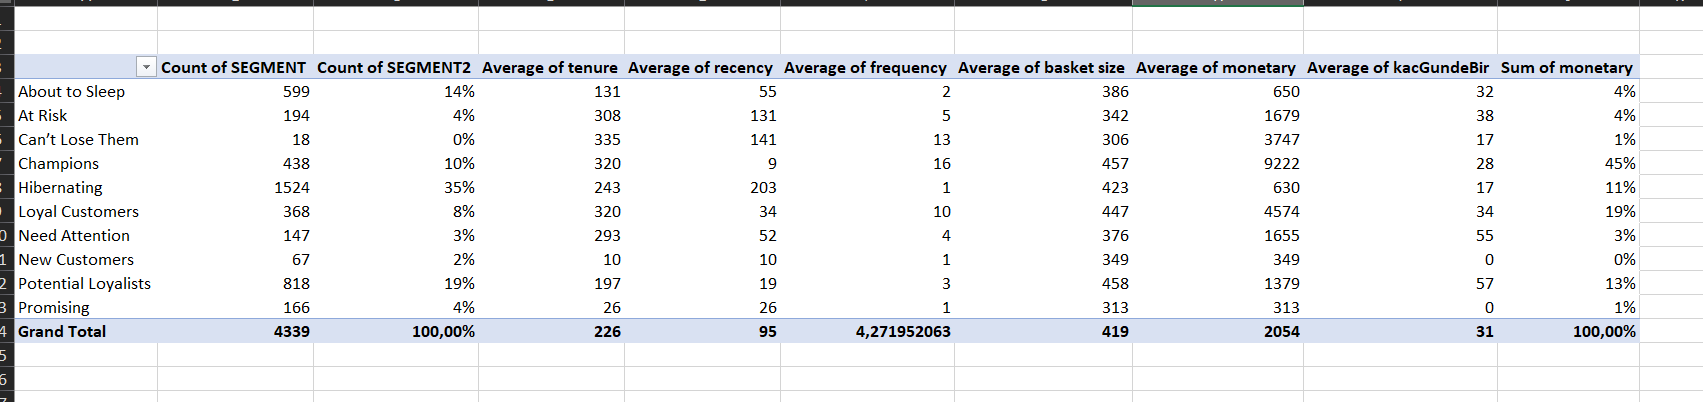 Count of SEGMENT Count of SEGMENT2 Average of tenure Average of recency Average of frequency Average of basket size Average of monetary Average of kacGundeBir Sum of monetary
About to Sleep 599 14% 131 55 2 386 650 32 4%
At Risk 194 4% 308 131 5 342 1679 38 4%
Can’t Lose Them 18 0% 335 141 13 306 3747 17 1%
Champions 438 10% 320 9 16 457 9222 28 45%
Hibernating 1524 35% 243 203 1 423 630 17 11%
Loyal Customers 368 8% 320 34 10 447 4574 34 19%
Need Attention 147 3% 293 52 4 376 1655 55 3%
New Customers 67 2% 10 10 1 349 349 0 0%
Potential Loyalists 818 19% 197 19 3 458 1379 57 13%
Promising 166 4% 26 26 1 313 313 0 1%
Grand Total 4339 100,00% 226 95 4,271952063 419 2054 31 100,00%